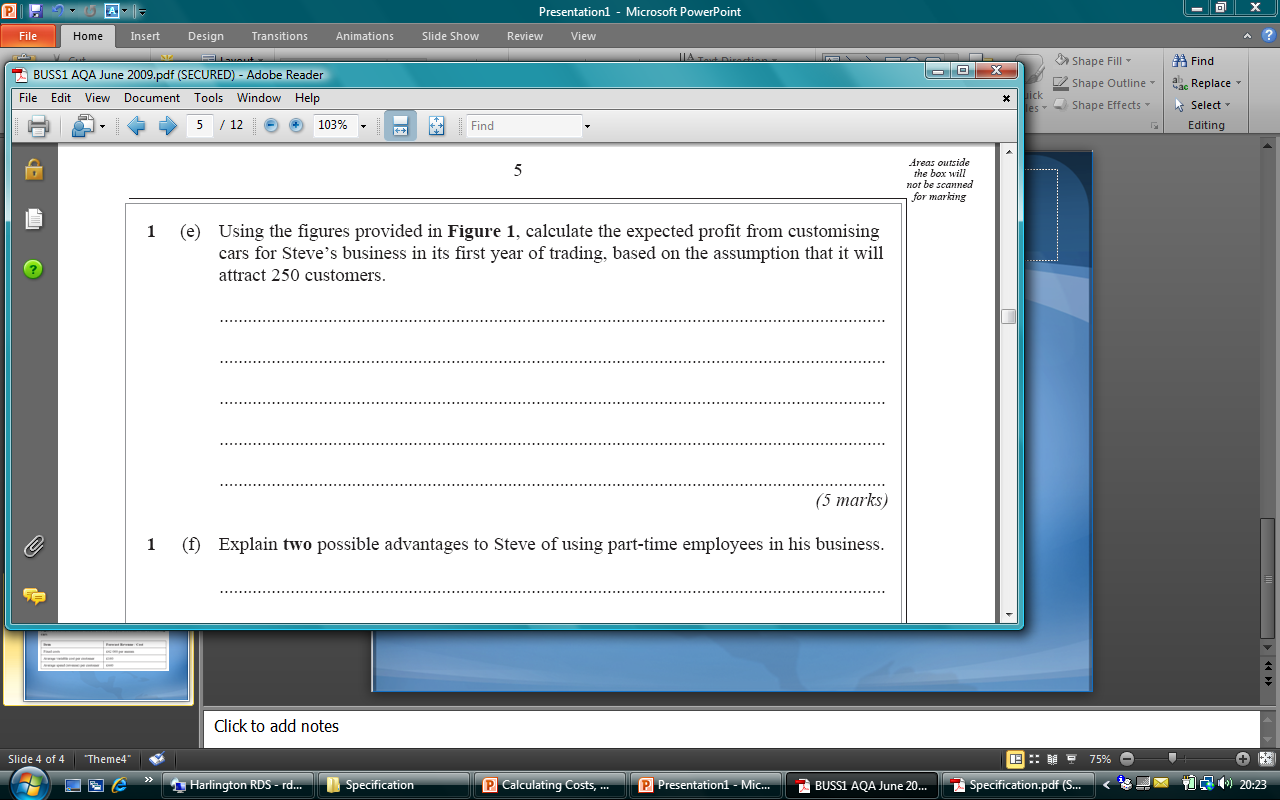 Presentation1 - Microsoft PowerPoint
File Home Insert Design Transitions Animations Slide Show Review View
BUSS1 AQA June 2009.pdf (SECURED) - Adobe Reader
Shape Fill
Find
File Edit View Document Tools Window Help
Shape Outline
Replace
Shape Effects
Select
5 / 12 103% Find
Editing
5
Areas outside
the box will
not be scanned
for marking
1 (e) Using the figures provided in Figure 1, calculate the expected profit from customising
cars for Steve's business in its first year of trading, based on the assumption that it will
attract 250 customers.
(5 marks)
1 (f) Explain two possible advantages to Steve of using part-time employees in his business.
Click to add notes
Slide 4 of 4 "Theme4" 75%
Harlington RDS - rd... Specification Calculating Costs, ... Presentation1 - Mic... BUSS1 AQA June 20... Specification.pdf (S... 20:23